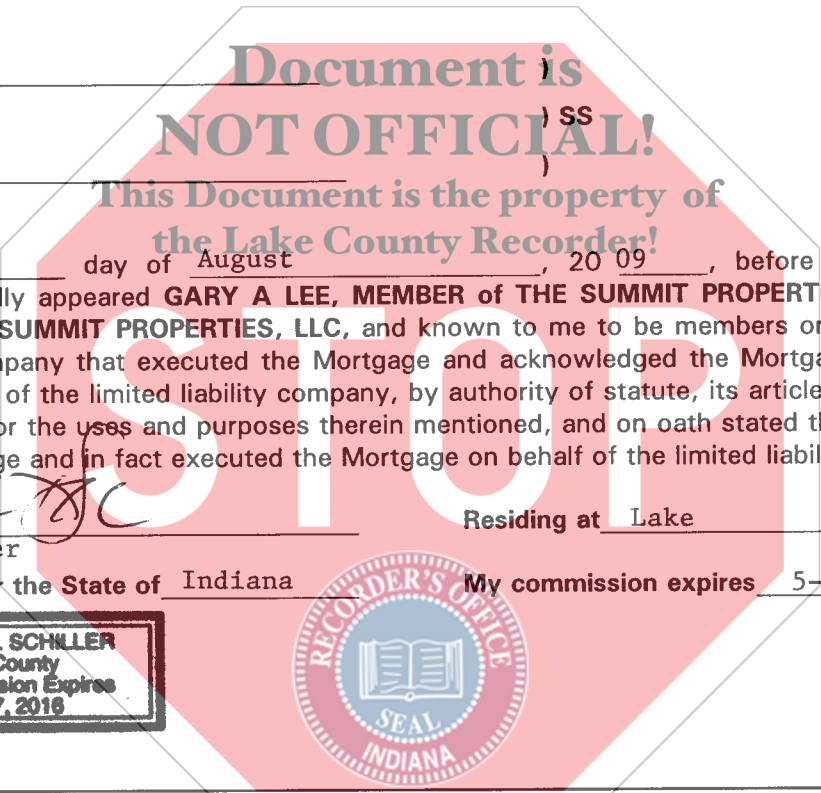 Document is
)
NOT OFFICIAL!
) SS
)
This Document is the property of
the Lake County Recorder!
day of August , 20 09 , before
lly appeared GARY A LEE, MEMBER of THE SUMMIT PROPERT
SUMMIT PROPERTIES, LLC, and known to me to be members or
npany that executed the Mortgage and acknowledged the Mortga
of the limited liability company, by authority of statute, its article
or the uses and purposes therein mentioned, and on oath stated t
ge and in fact executed the Mortgage on behalf of the limited liabil
STOP
Residing at Lake
er
the State of Indiana
My commission expires 5-
. SCHILLER
County
sion Expires
7, 2016
RECORDER'S OFFICE
SEAL
INDIANA